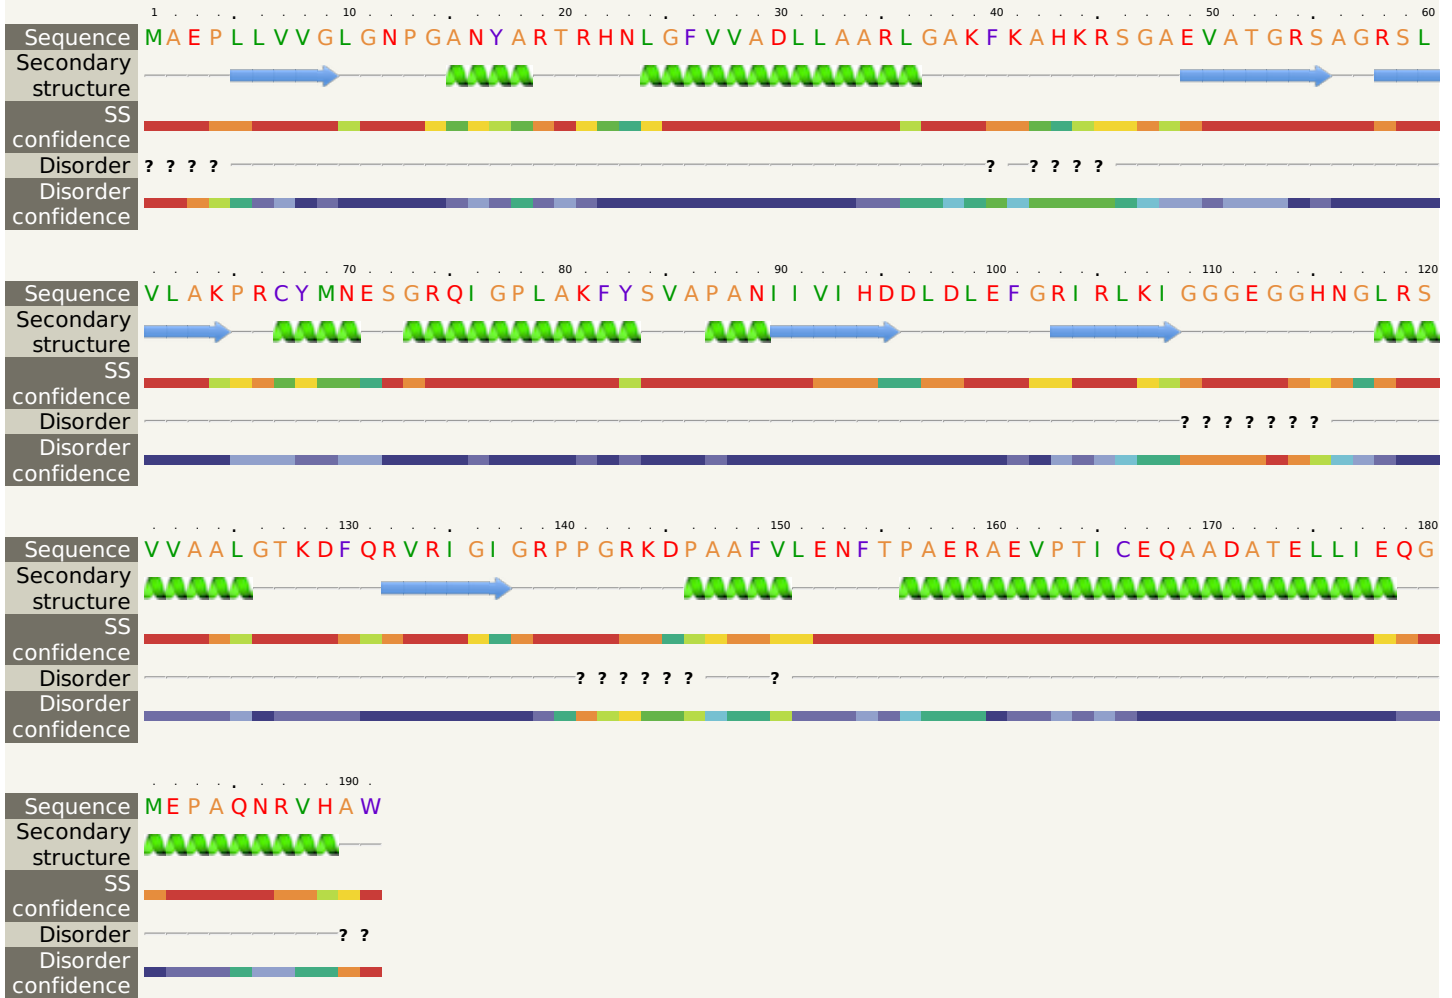 1 . . . . 10 . . . . 20 . . . . 30 . . . . 40 . . . . 50 . . . . 60
Sequence MAEPLLVVGLGNPGANYARTRHNLGFVVADLLAARLGAKFKAHKRSGAEVATGRSAGRSL
Secondary
structure
SS
confidence
Disorder ? ? ? ? ? ? ? ? ?
Disorder
confidence
. . . . 70 . . . . 80 . . . . 90 . . . . 100 . . . . 110 . . . . 120
Sequence VLAKPRCYMNESGRQIGPLAKFYSVAPANIIVIHDDLDLEFGRIRLKIGGGEGGHNGLRS
Secondary
structure
SS
confidence
Disorder ? ? ? ? ? ? ?
Disorder
confidence
. . . . 130 . . . . 140 . . . . 150 . . . . 160 . . . . 170 . . . . 180
Sequence VVAALGTKDFQRVRIGIGRPPGRKDPAAFVLENFTPAERAEVPTICEQAADATELLIEQG
Secondary
structure
SS
confidence
Disorder ? ? ? ? ? ? ?
Disorder
confidence
. . . . 190 .
Sequence MEPAQNRVHAW
Secondary
structure
SS
confidence
Disorder ? ?
Disorder
confidence